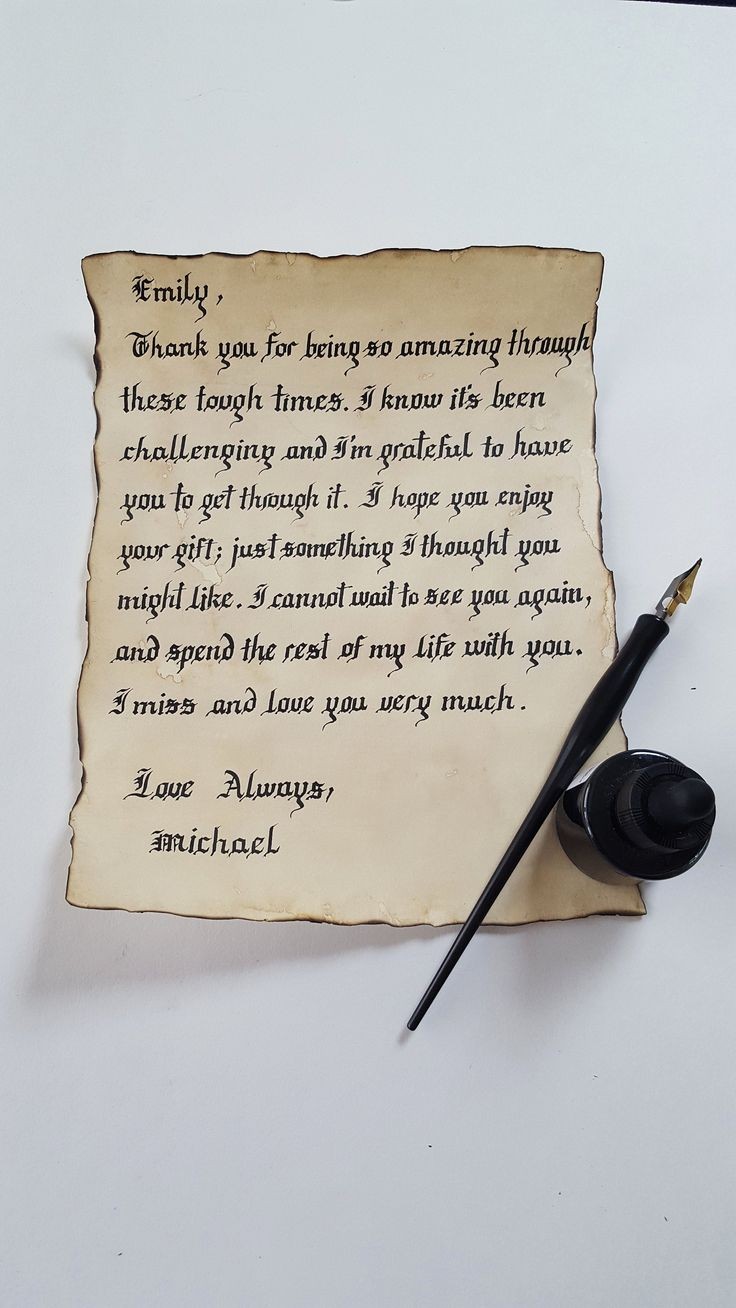 Emily,
Thank you for being so amazing through
these tough times. I know it's been
challenging and I'm grateful to have
you to get through it. I hope you enjoy
your gift; just something I thought you
might like. I cannot wait to see you again,
and spend the rest of my life with you.
I miss and love you very much.
Love Always,
Michael